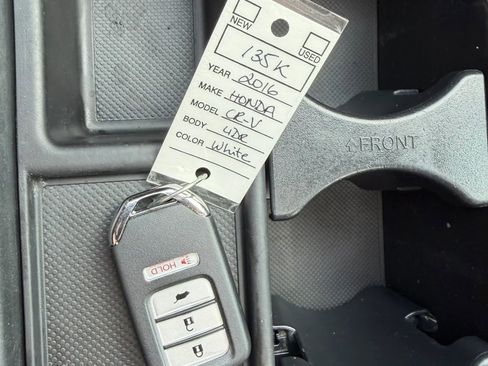 NEW USED
135K
YEAR 2016
MAKE HONDA
MODEL CR-V
BODY 4DR
COLOR White
FRONT
HOLD